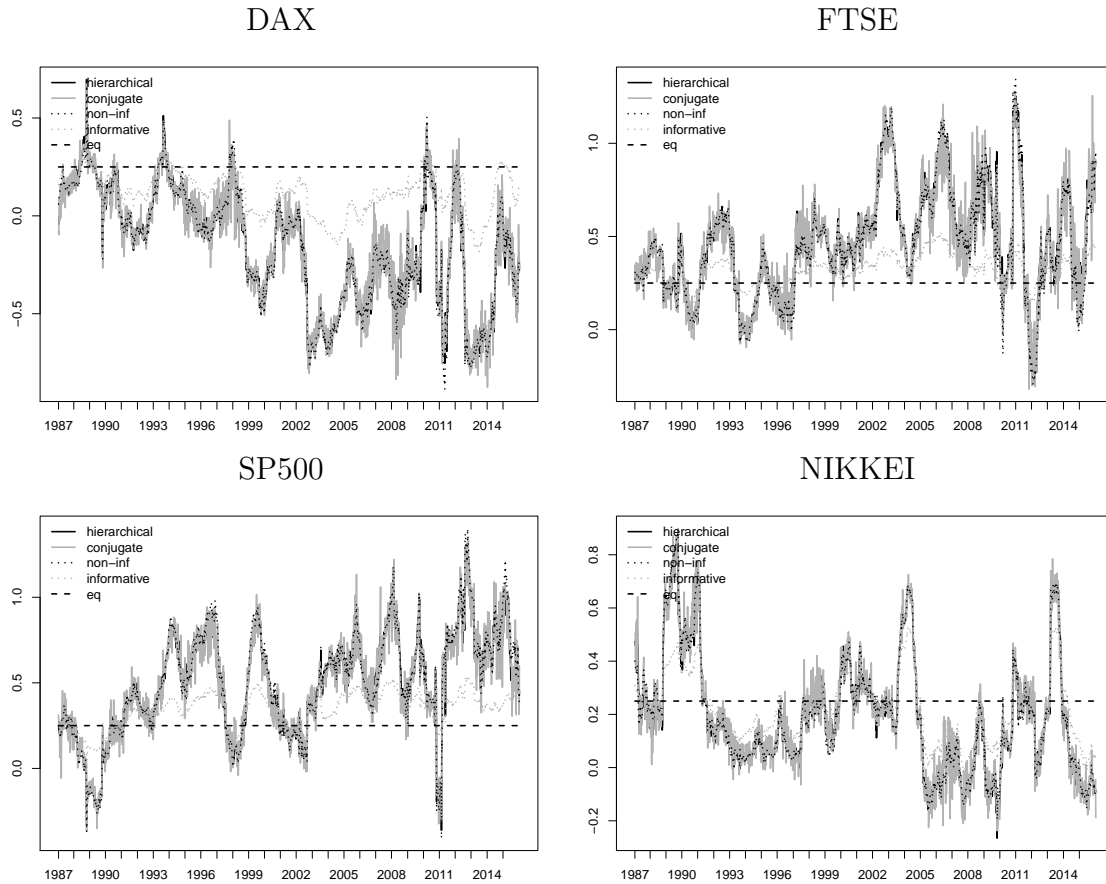 DAX
hierarchical
conjugate
non−inf
informative
eq
0.5
0.0
−0.5
1987 1990 1993 1996 1999 2002 2005 2008 2011 2014
FTSE
hierarchical
conjugate
non−inf
informative
eq
1.0
0.5
0.0
1987 1990 1993 1996 1999 2002 2005 2008 2011 2014
SP500
hierarchical
conjugate
non−inf
informative
eq
1.0
0.5
0.0
1987 1990 1993 1996 1999 2002 2005 2008 2011 2014
NIKKEI
hierarchical
conjugate
non−inf
informative
eq
0.8
0.6
0.4
0.2
0.0
−0.2
1987 1990 1993 1996 1999 2002 2005 2008 2011 2014